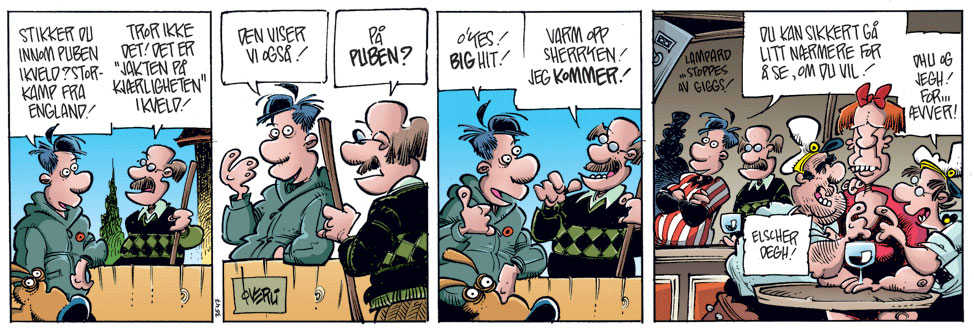 STIKKER DU
INNOM PUBEN
IKVELD? STOR-
KAMP FRA
ENGLAND!
TROR IKKE
DET! DET ER
"JAKTEN PÅ
KJÆRLIGHETEN"
IKVELD!
DEN VISER
VI OGSÅ!
PÅ
PUBEN?
ØVERLI
O'YES!
BIG HIT!
VARM OPP
SHERRYEN!
JEG KOMMER!
LAMPARD
...STOPPES
AV GIGGS!
DU KAN SIKKERT GÅ
LITT NÆRMERE FOR
Å SE, OM DU VIL!
ELSCHER
DEGH!
DHU OG
JEGH!
FOR...
ÆVVER!